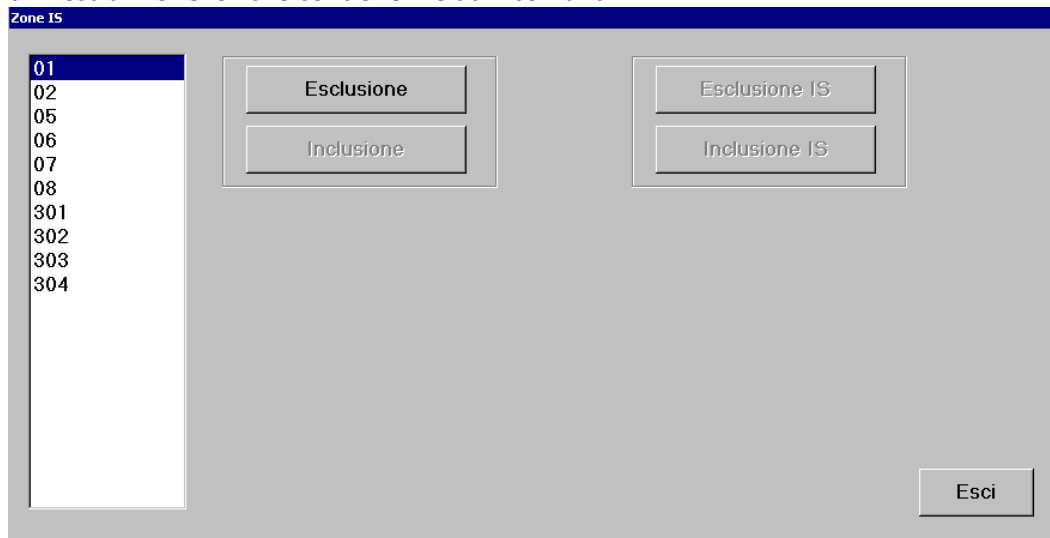 Zone IS
01
02
05
06
07
08
301
302
303
304
Esclusione
Inclusione
Esclusione IS
Inclusione IS
Esci